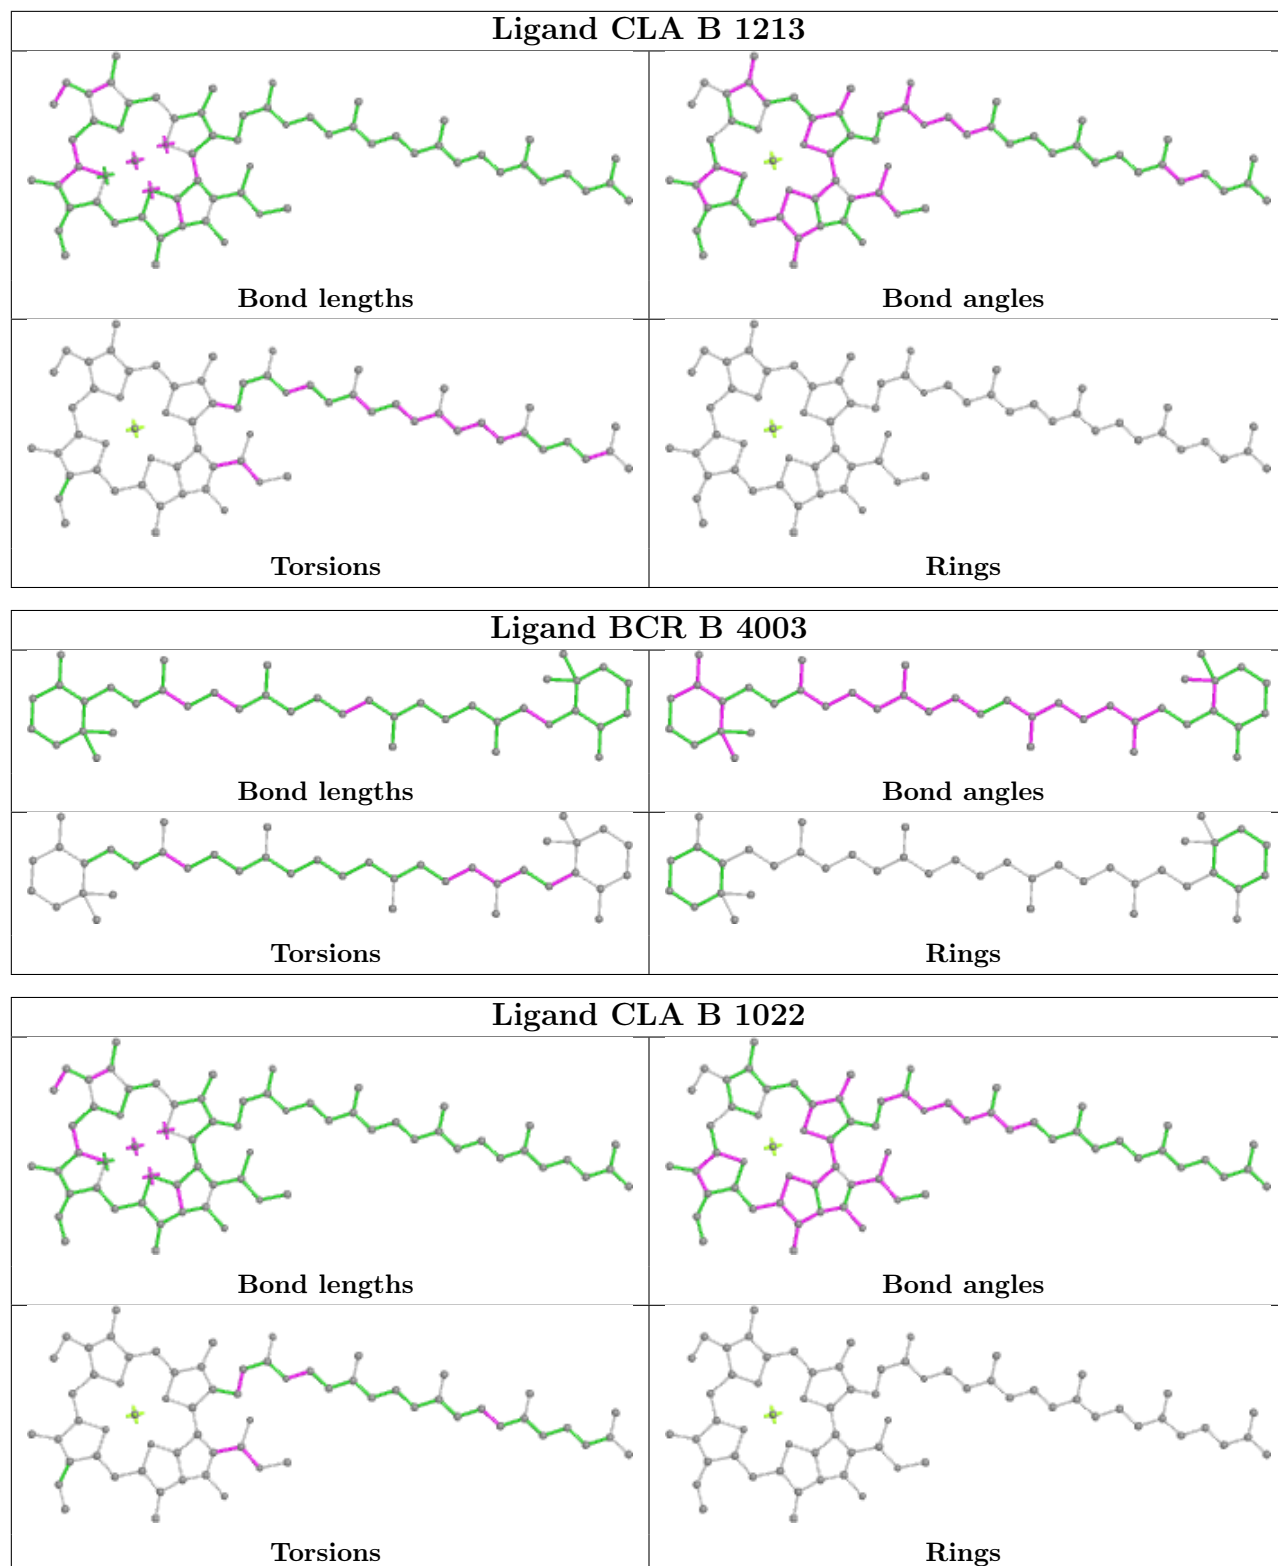 Ligand CLA B 1213
Bond lengths
Bond angles
Torsions
Rings
Ligand BCR B 4003
Bond lengths
Bond angles
Torsions
Rings
Ligand CLA B 1022
Bond lengths
Bond angles
Torsions
Rings